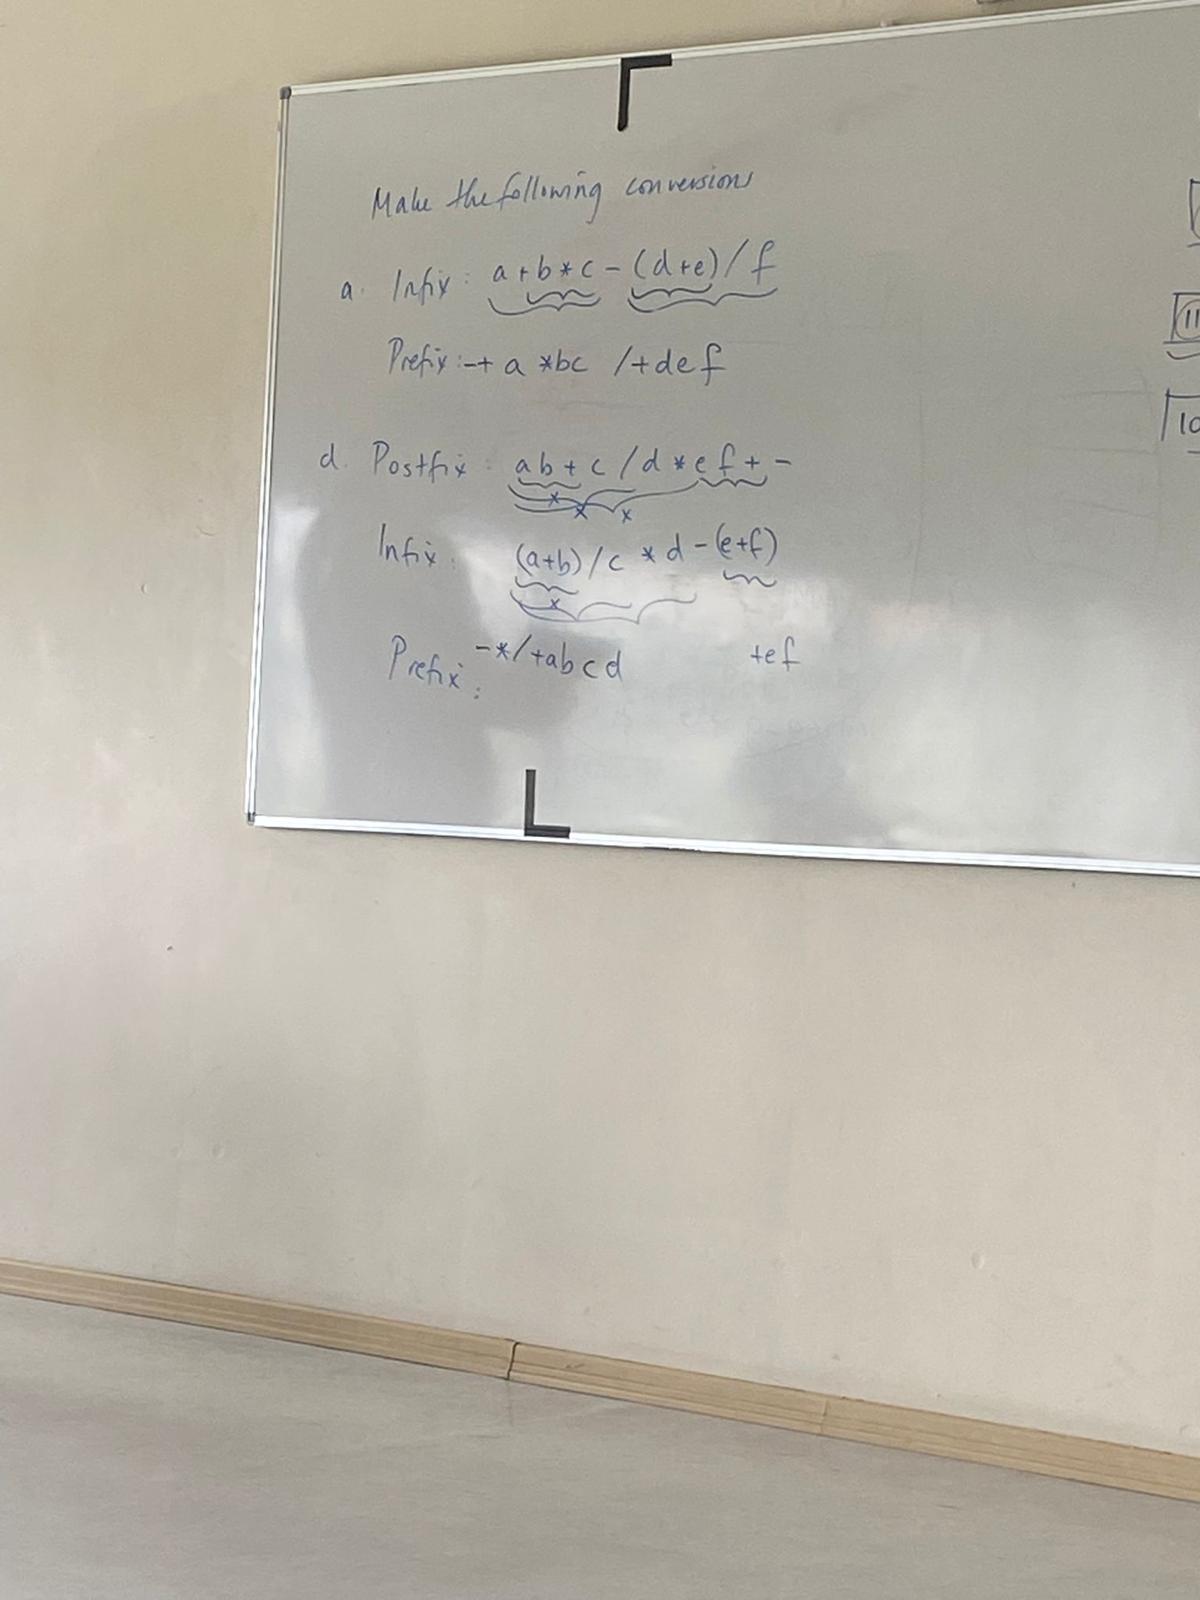 Make the following conversions
a. Infix: a+b*c-(d+e)/f
Prefix:-+ a *bc /+def
d. Postfix: ab+c/d*ef+-
Infix: (a+b)/c * d-(e+f)
Prefix: -*/+abcd +ef
11
10